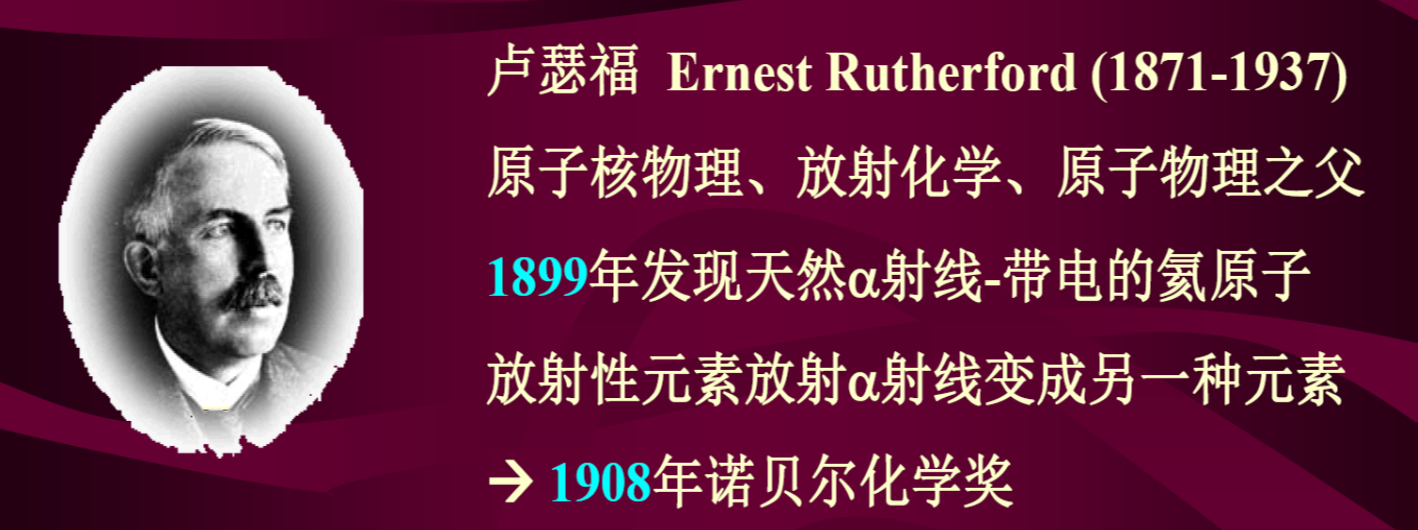 卢瑟福 Ernest Rutherford (1871-1937)
原子核物理、放射化学、原子物理之父
1899年发现天然α射线-带电的氦原子
放射性元素放射α射线变成另一种元素
→ 1908年诺贝尔化学奖